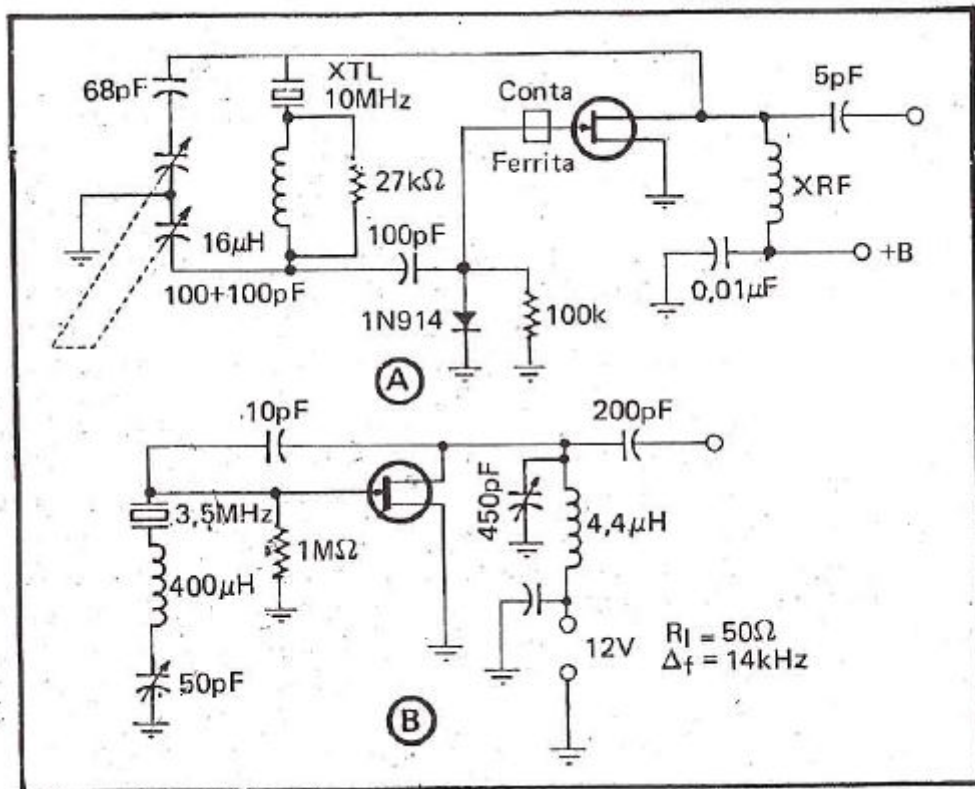 68pF
XTL
10MHz
27kΩ
16µH
100+100pF
100pF
1N914
100k
Conta
Ferrita
5pF
XRF
+B
0,01µF
A
10pF
3,5MHz
400µH
50pF
1MΩ
200pF
450pF
4,4µH
12V
Rl = 50Ω
Δf = 14kHz
B